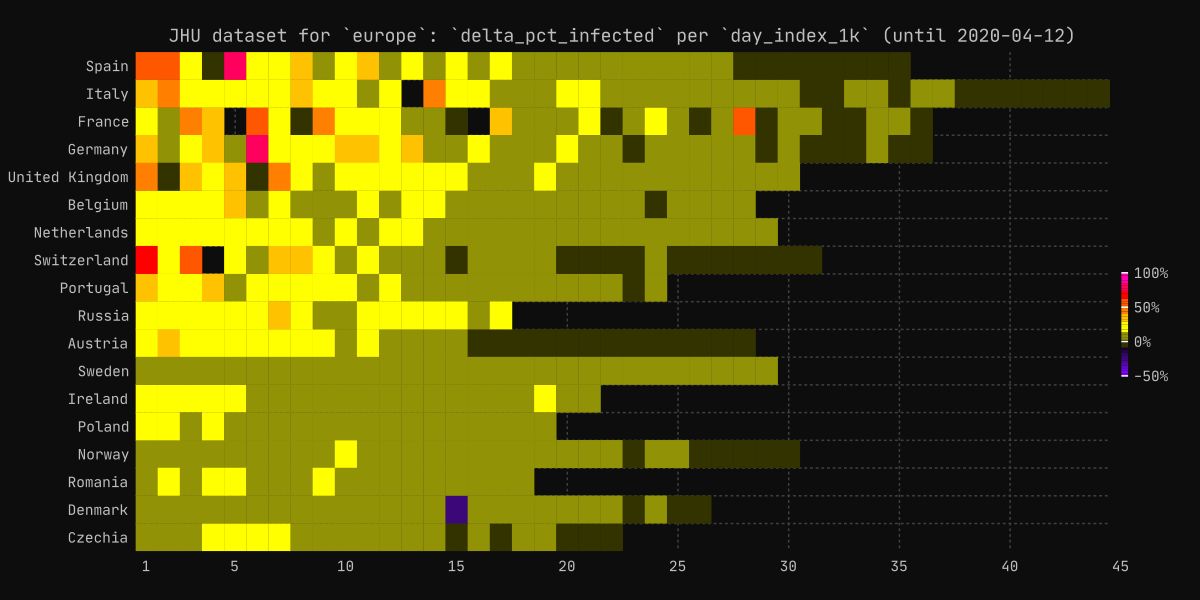 JHU dataset for `europe`: `delta_pct_infected` per `day_index_1k` (until 2020-04-12)
Spain
Italy
France
Germany
United Kingdom
Belgium
Netherlands
Switzerland
Portugal
Russia
Austria
Sweden
Ireland
Poland
Norway
Romania
Denmark
Czechia
1 5 10 15 20 25 30 35 40 45
100%
50%
0%
-50%